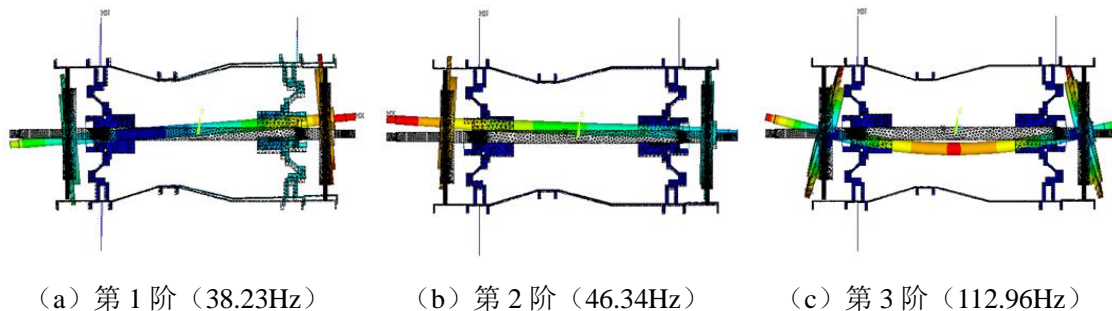 MN MN MN
MX MX MX
（a）第 1 阶（38.23Hz） （b）第 2 阶（46.34Hz） （c）第 3 阶（112.96Hz）